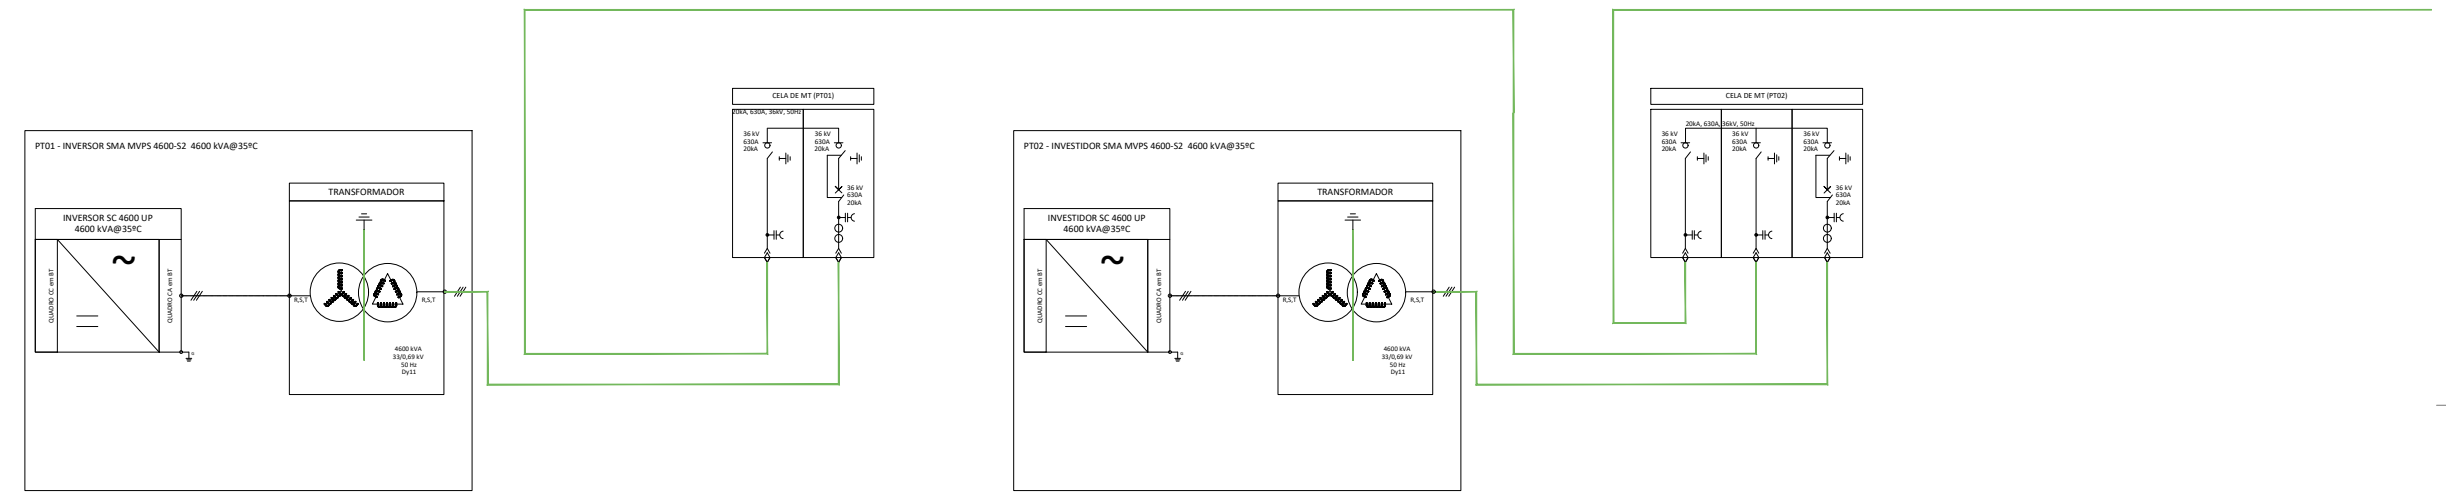 CELA DE MT (PT01)
20kA, 630A, 36kV, 50Hz
36 kV
630A
20kA
36 kV
630A
20kA
36 kV
630A
20kA
PT01 - INVERSOR SMA MVPS 4600-S2 4600 kVA@35ºC
INVERSOR SC 4600 UP
4600 kVA@35ºC
QUADRO CC em BT
~
QUADRO CA em BT
TRANSFORMADOR
R,S,T
R,S,T
4600 kVA
33/0,69 kV
50 Hz
Dy11
CELA DE MT (PT02)
20kA, 630A, 36kV, 50Hz
36 kV
630A
20kA
36 kV
630A
20kA
36 kV
630A
20kA
36 kV
630A
20kA
PT02 - INVESTIDOR SMA MVPS 4600-S2 4600 kVA@35ºC
INVESTIDOR SC 4600 UP
4600 kVA@35ºC
QUADRO CC em BT
~
QUADRO CA em BT
TRANSFORMADOR
R,S,T
R,S,T
4600 kVA
33/0,69 kV
50 Hz
Dy11